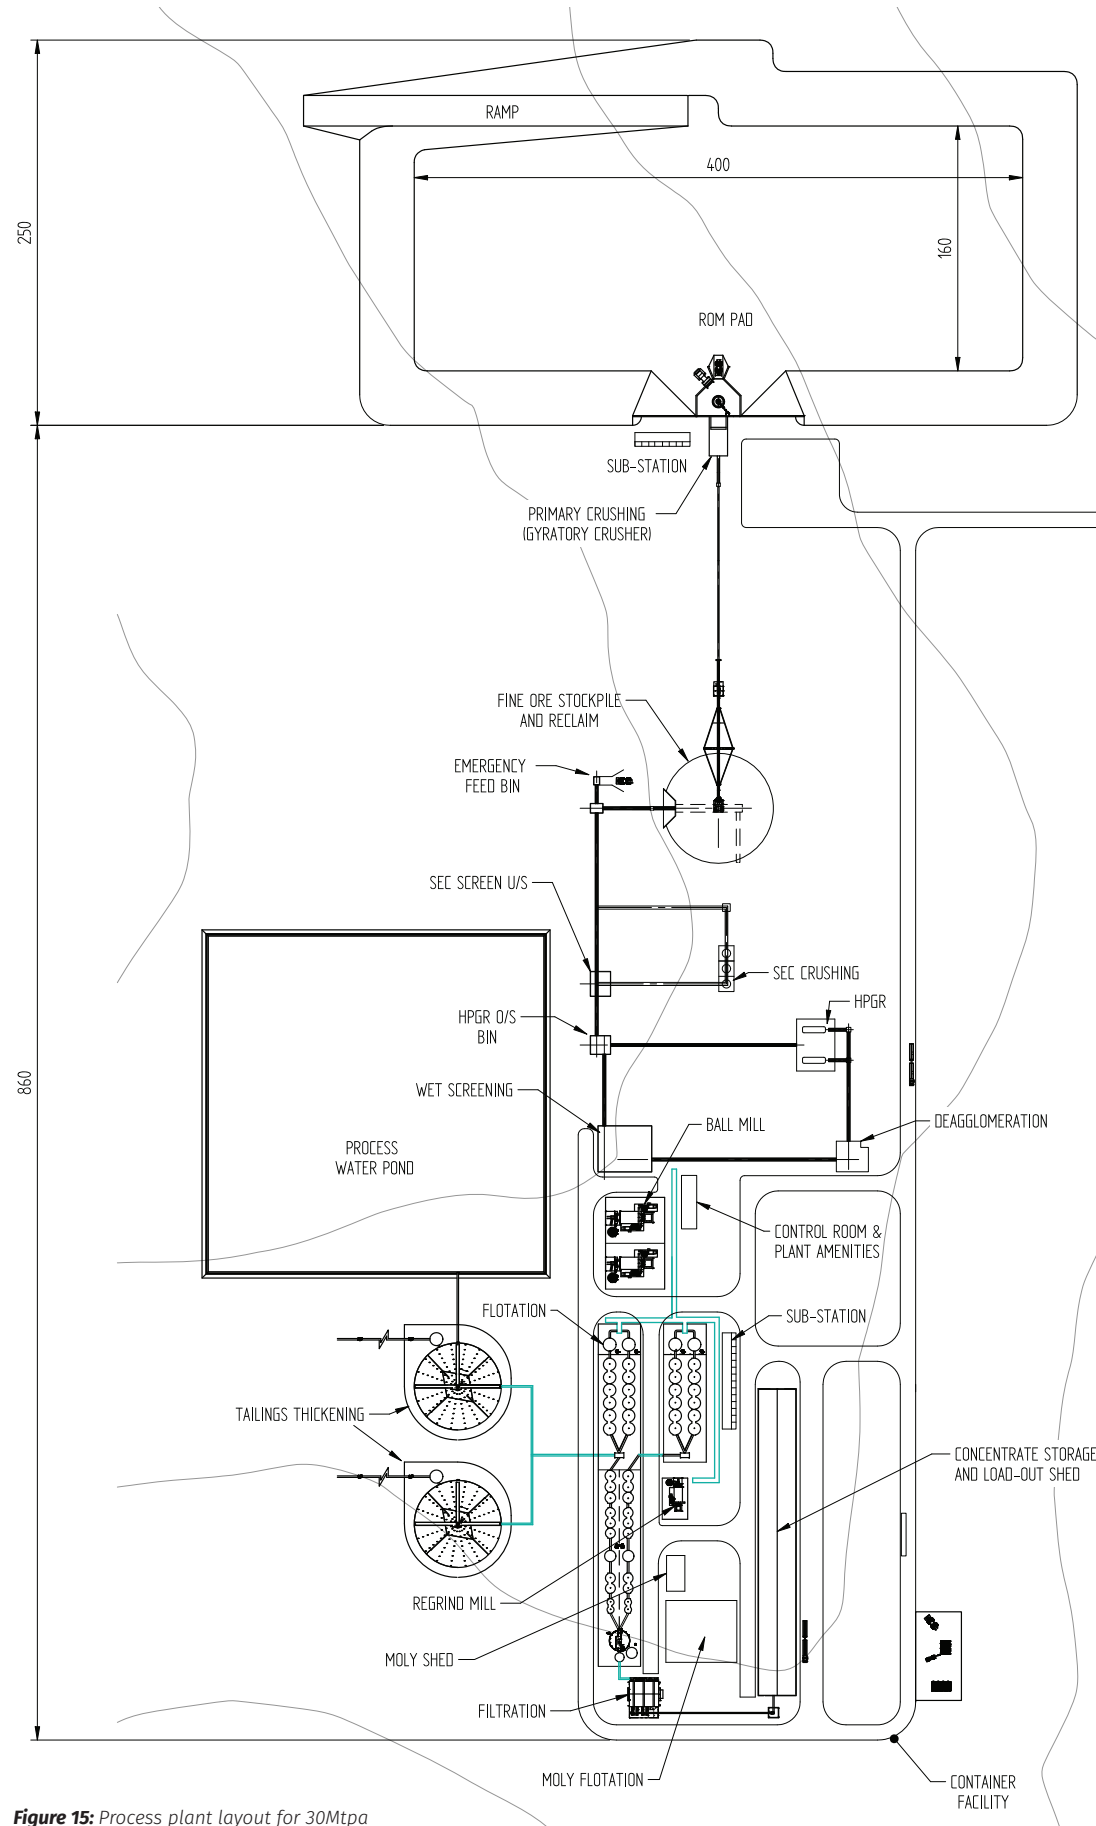 RAMP
400
250
160
ROM PAD
SUB-STATION
PRIMARY CRUSHING
(GYRATORY CRUSHER)
FINE ORE STOCKPILE
AND RECLAIM
EMERGENCY
FEED BIN
SEC SCREEN U/S
SEC CRUSHING
HPGR
HPGR O/S
BIN
860
WET SCREENING
BALL MILL
DEAGGLOMERATION
PROCESS
WATER POND
CONTROL ROOM &
PLANT AMENITIES
FLOTATION
SUB-STATION
TAILINGS THICKENING
CONCENTRATE STORAGE
AND LOAD-OUT SHED
REGRIND MILL
MOLY SHED
FILTRATION
MOLY FLOTATION
CONTAINER
FACILITY
Figure 15: Process plant layout for 30Mtpa